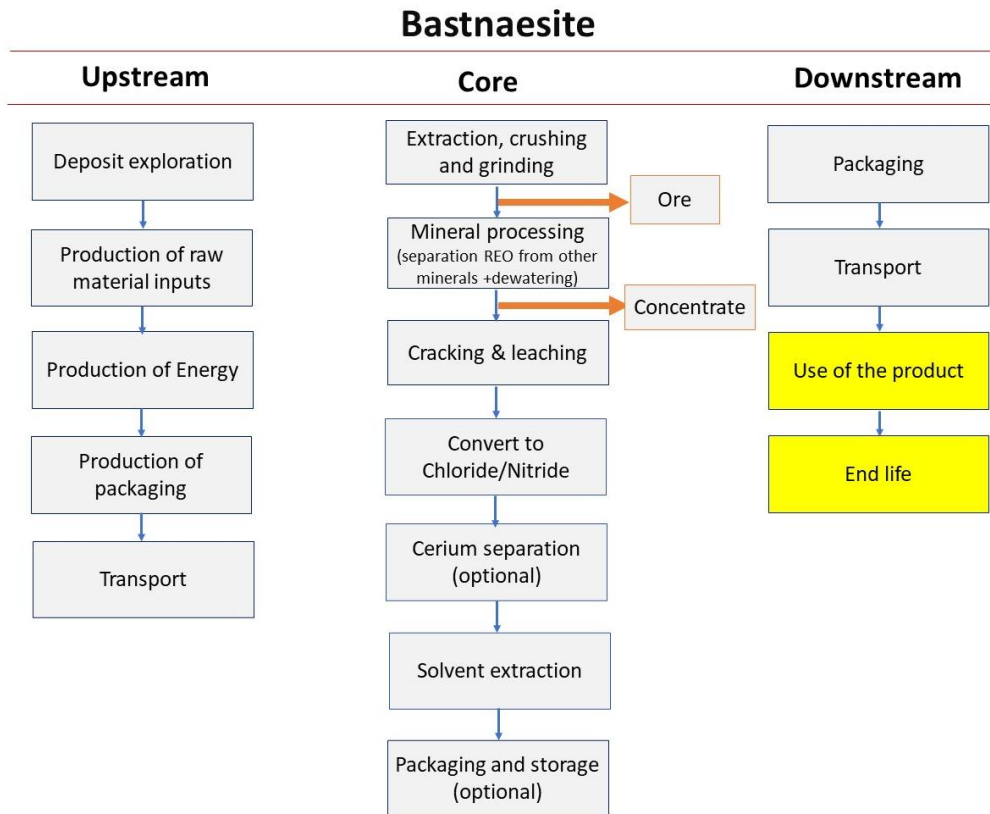 Bastnaesite
Upstream
Core
Downstream
Deposit exploration
Production of raw
material inputs
Production of Energy
Production of
packaging
Transport
Extraction, crushing
and grinding
Ore
Mineral processing
(separation REO from other
minerals +dewatering)
Concentrate
Cracking & leaching
Convert to
Chloride/Nitride
Cerium separation
(optional)
Solvent extraction
Packaging and storage
(optional)
Packaging
Transport
Use of the product
End life